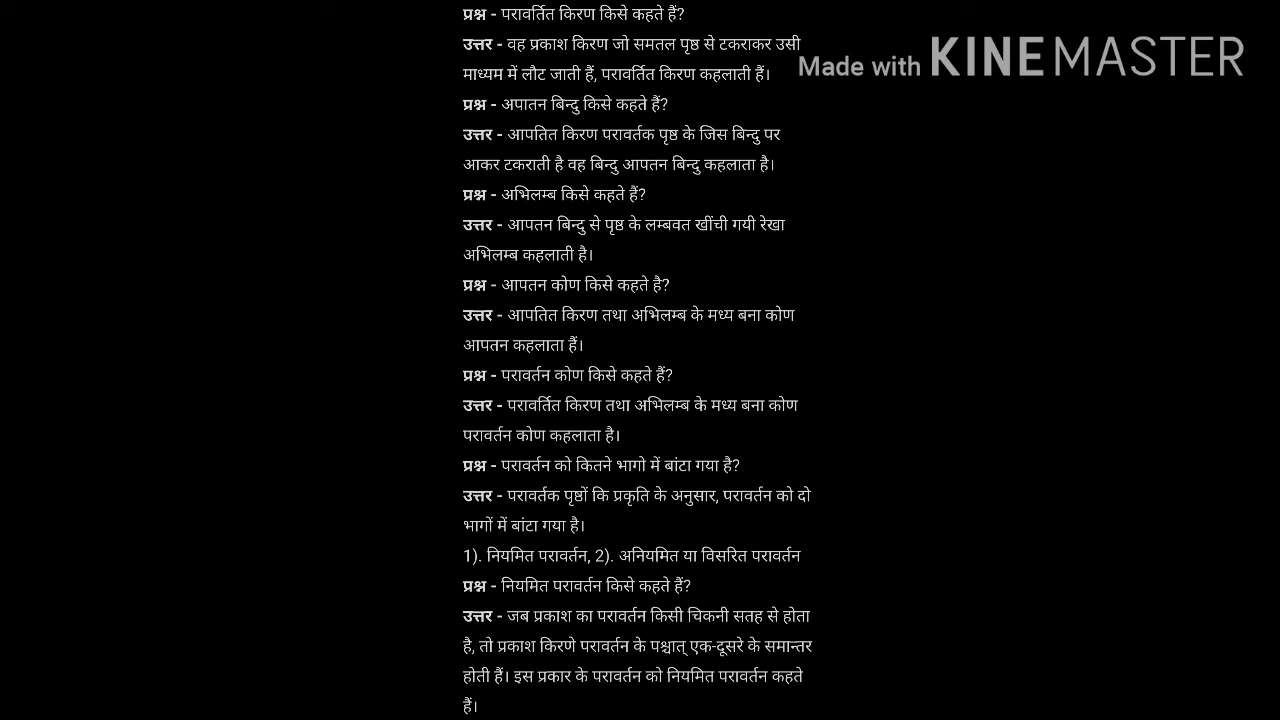 प्रश्न - परावर्तित किरण किसे कहते हैं?
उत्तर - वह प्रकाश किरण जो समतल पृष्ठ से टकराकर उसी
माध्यम में लौट जाती हैं, परावर्तित किरण कहलाती हैं।
Made with KINEMASTER
प्रश्न - अपातन बिन्दु किसे कहते हैं?
उत्तर - आपतित किरण परावर्तक पृष्ठ के जिस बिन्दु पर
आकर टकराती है वह बिन्दु आपतन बिन्दु कहलाता है।
प्रश्न - अभिलम्ब किसे कहते हैं?
उत्तर - आपतन बिन्दु से पृष्ठ के लम्बवत खींची गयी रेखा
अभिलम्ब कहलाती है।
प्रश्न - आपतन कोण किसे कहते है?
उत्तर - आपतित किरण तथा अभिलम्ब के मध्य बना कोण
आपतन कहलाता हैं।
प्रश्न - परावर्तन कोण किसे कहते हैं?
उत्तर - परावर्तित किरण तथा अभिलम्ब के मध्य बना कोण
परावर्तन कोण कहलाता है।
प्रश्न - परावर्तन को कितने भागो में बांटा गया है?
उत्तर - परावर्तक पृष्ठों कि प्रकृति के अनुसार, परावर्तन को दो
भागों में बांटा गया है।
1). नियमित परावर्तन, 2). अनियमित या विसरित परावर्तन
प्रश्न - नियमित परावर्तन किसे कहते हैं?
उत्तर - जब प्रकाश का परावर्तन किसी चिकनी सतह से होता
है, तो प्रकाश किरणे परावर्तन के पश्चात् एक-दूसरे के समान्तर
होती हैं। इस प्रकार के परावर्तन को नियमित परावर्तन कहते
हैं।